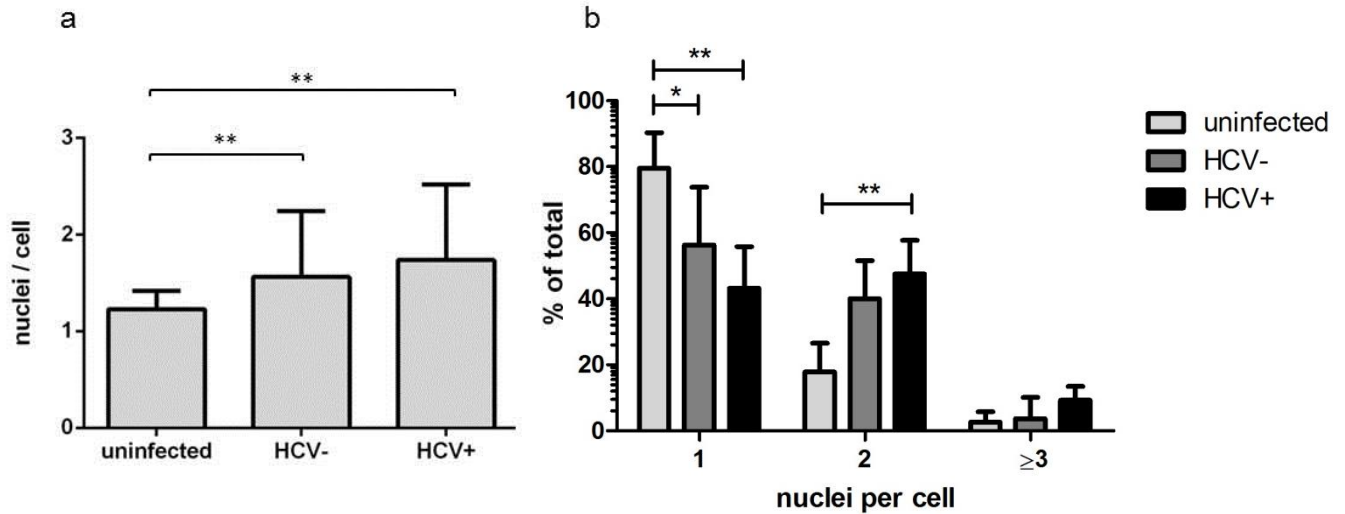 a
**
**
3
2
1
0
nuclei / cell
uninfected HCV- HCV+
b
**
*
**
100
80
60
40
20
0
% of total
1 2 ≥3
nuclei per cell
uninfected
HCV-
HCV+